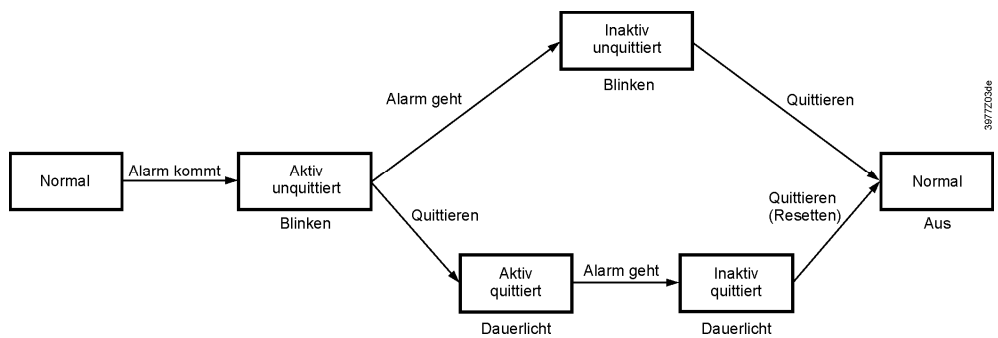 Inaktiv
unquittiert
Blinken
Alarm geht
Quittieren
3977Z03de
Normal
Alarm kommt
Aktiv
unquittiert
Blinken
Quittieren
Quittieren
(Resetten)
Normal
Aus
Aktiv
quittiert
Dauerlicht
Alarm geht
Inaktiv
quittiert
Dauerlicht